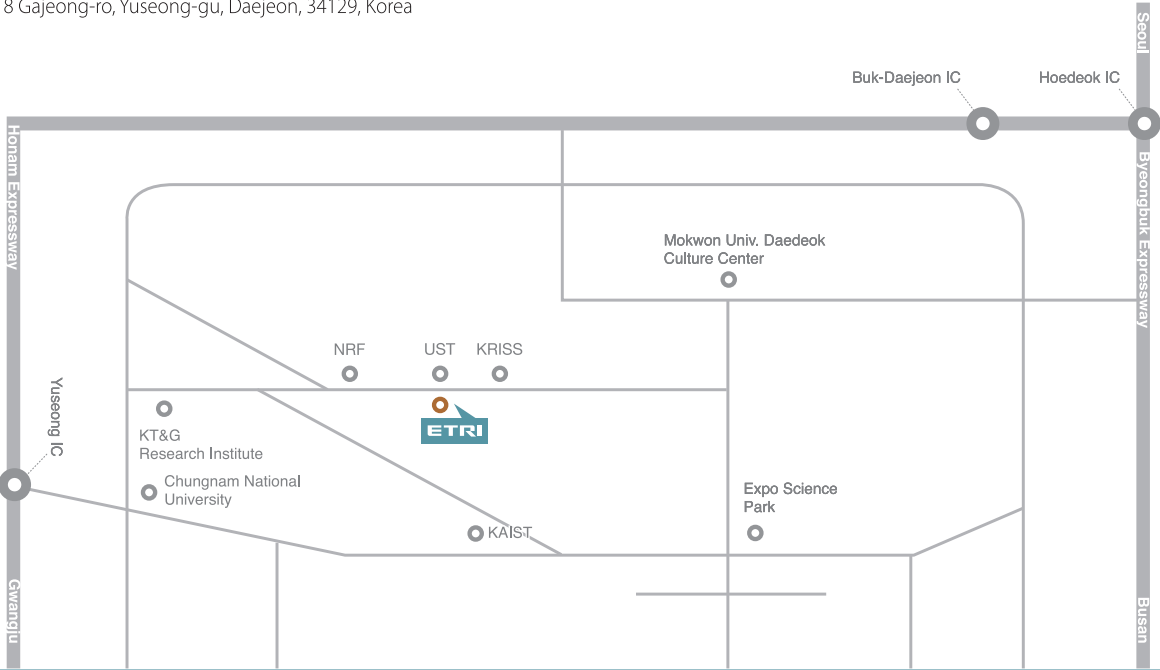 8 Gajeong-ro, Yuseong-gu, Daejeon, 34129, Korea
Seoul
Buk-Daejeon IC
Hoedeok IC
Honam Expressway
Byeongbuk Expressway
Mokwon Univ. Daedeok
Culture Center
NRF
UST
KRISS
Yuseong IC
ETRI
KT&G
Research Institute
Chungnam National
University
Expo Science
Park
KAIST
Gwangju
Busan